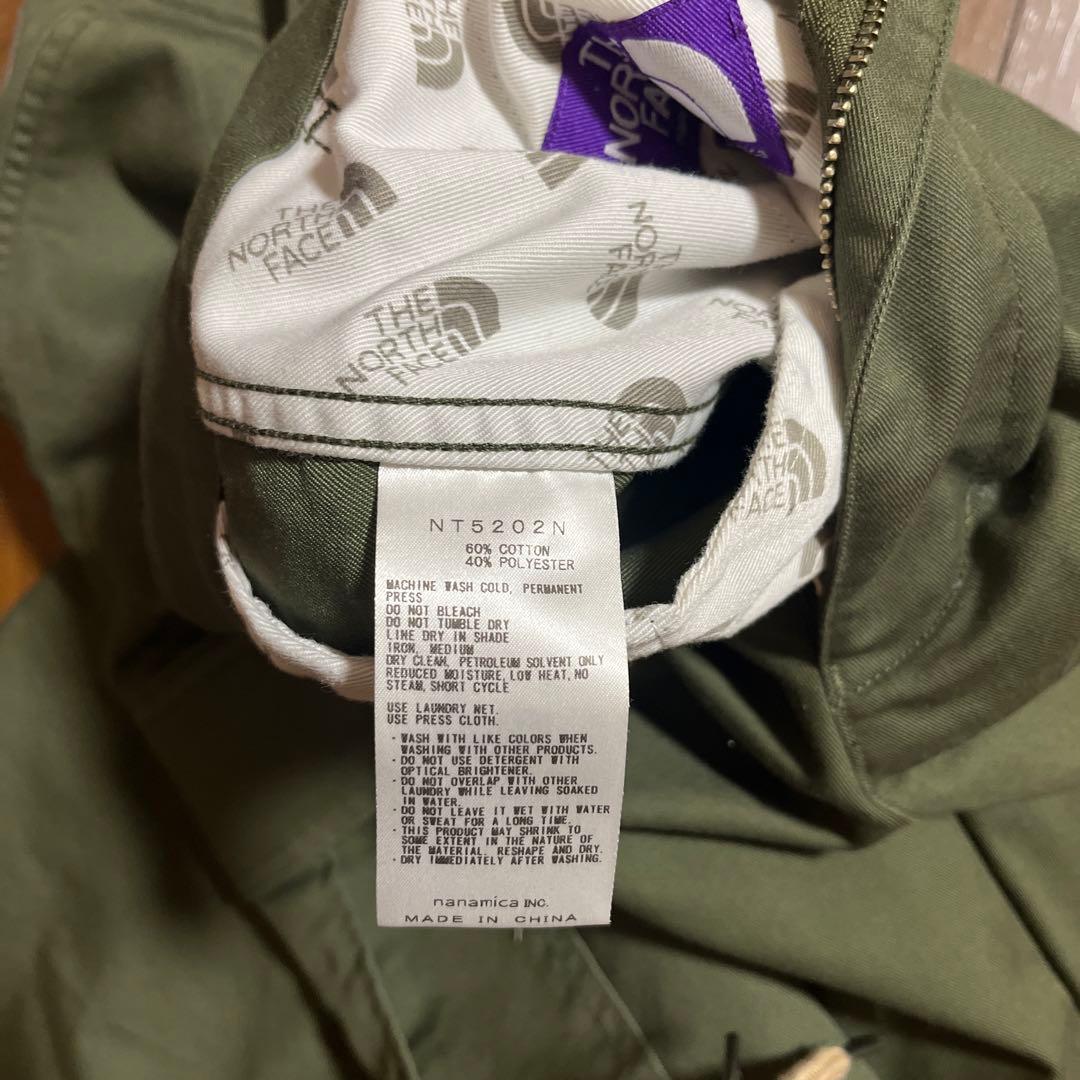 THE
NORTH
FACE
THE
NORTH
FACE
THE
NORTH
FACE
NT5202N
60% COTTON
40% POLYESTER
MACHINE WASH COLD, PERMANENT
PRESS
DO NOT BLEACH
DO NOT TUMBLE DRY
LINE DRY IN SHADE
IRON, MEDIUM
DRY CLEAN, PETROLEUM SOLVENT ONLY
REDUCED MOISTURE, LOW HEAT, NO
STEAM, SHORT CYCLE
USE LAUNDRY NET.
USE PRESS CLOTH.
· WASH WITH LIKE COLORS WHEN
WASHING WITH OTHER PRODUCTS.
· DO NOT USE DETERGENT WITH
OPTICAL BRIGHTENER.
· DO NOT OVERLAP WITH OTHER
LAUNDRY WHILE LEAVING SOAKED
IN WATER.
· DO NOT LEAVE IT WET WITH WATER
OR SWEAT FOR A LONG TIME.
· THIS PRODUCT MAY SHRINK TO
SOME EXTENT IN THE NATURE OF
THE MATERIAL. RESHAPE AND DRY.
· DRY IMMEDIATELY AFTER WASHING.
nanamica INC.
MADE IN CHINA